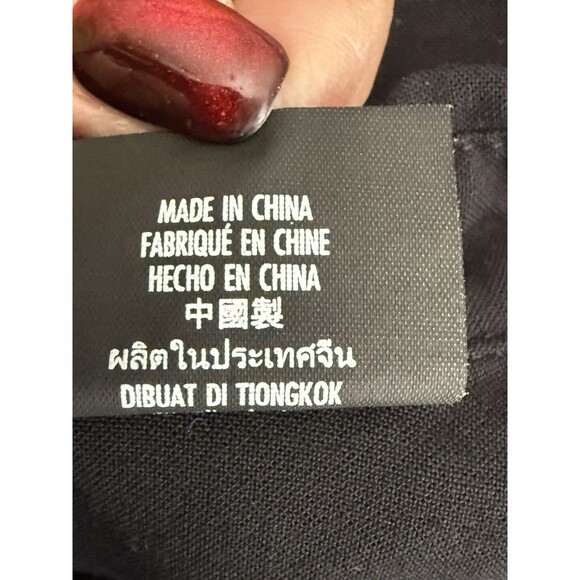 MADE IN CHINA
FABRIQUÉ EN CHINE
HECHO EN CHINA
中國製
ผลิตในประเทศจีน
DIBUAT DI TIONGKOK